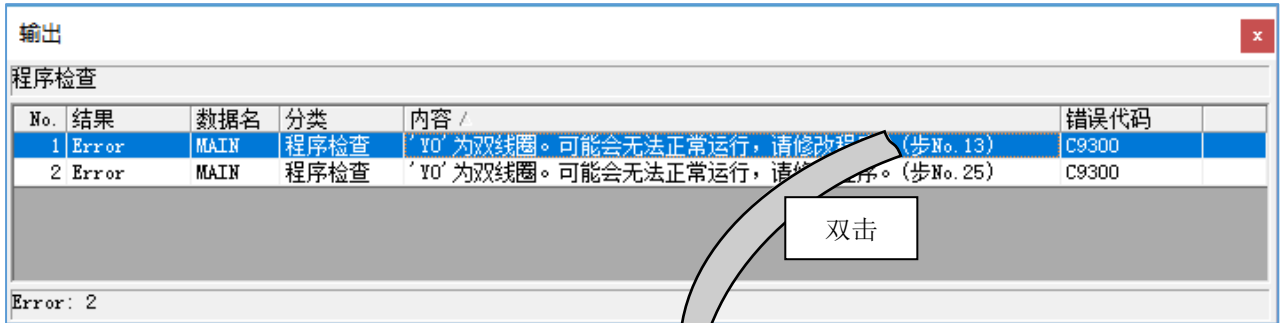 输出
x
程序检查
No. 结果 数据名 分类 内容 / 错误代码
1 Error MAIN 程序检查 'Y0'为双线圈。可能会无法正常运行，请修改程 (步No.13) C9300
2 Error MAIN 程序检查 'Y0'为双线圈。可能会无法正常运行，请 序。(步No.25) C9300
双击
Error: 2